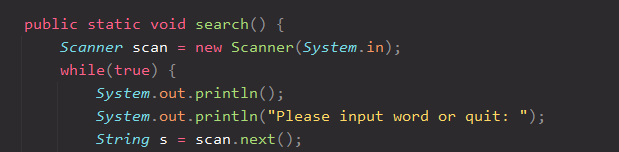 public static void search() {
    Scanner scan = new Scanner(System.in);
    while(true) {
        System.out.println();
        System.out.println("Please input word or quit: ");
        String s = scan.next();